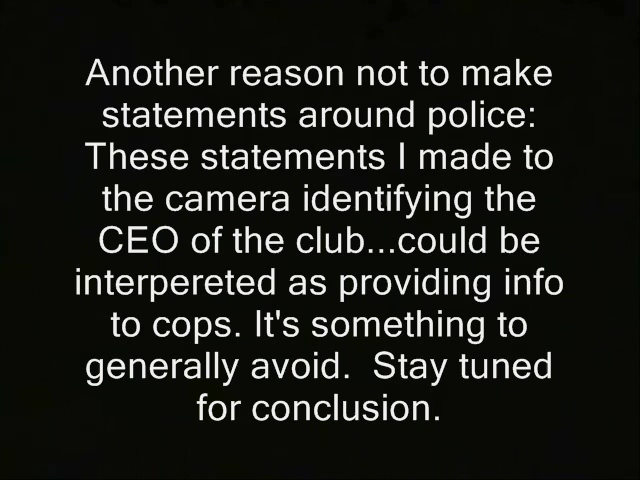 Another reason not to make
statements around police:
These statements I made to
the camera identifying the
CEO of the club...could be
interpereted as providing info
to cops. It's something to
generally avoid.  Stay tuned
for conclusion.